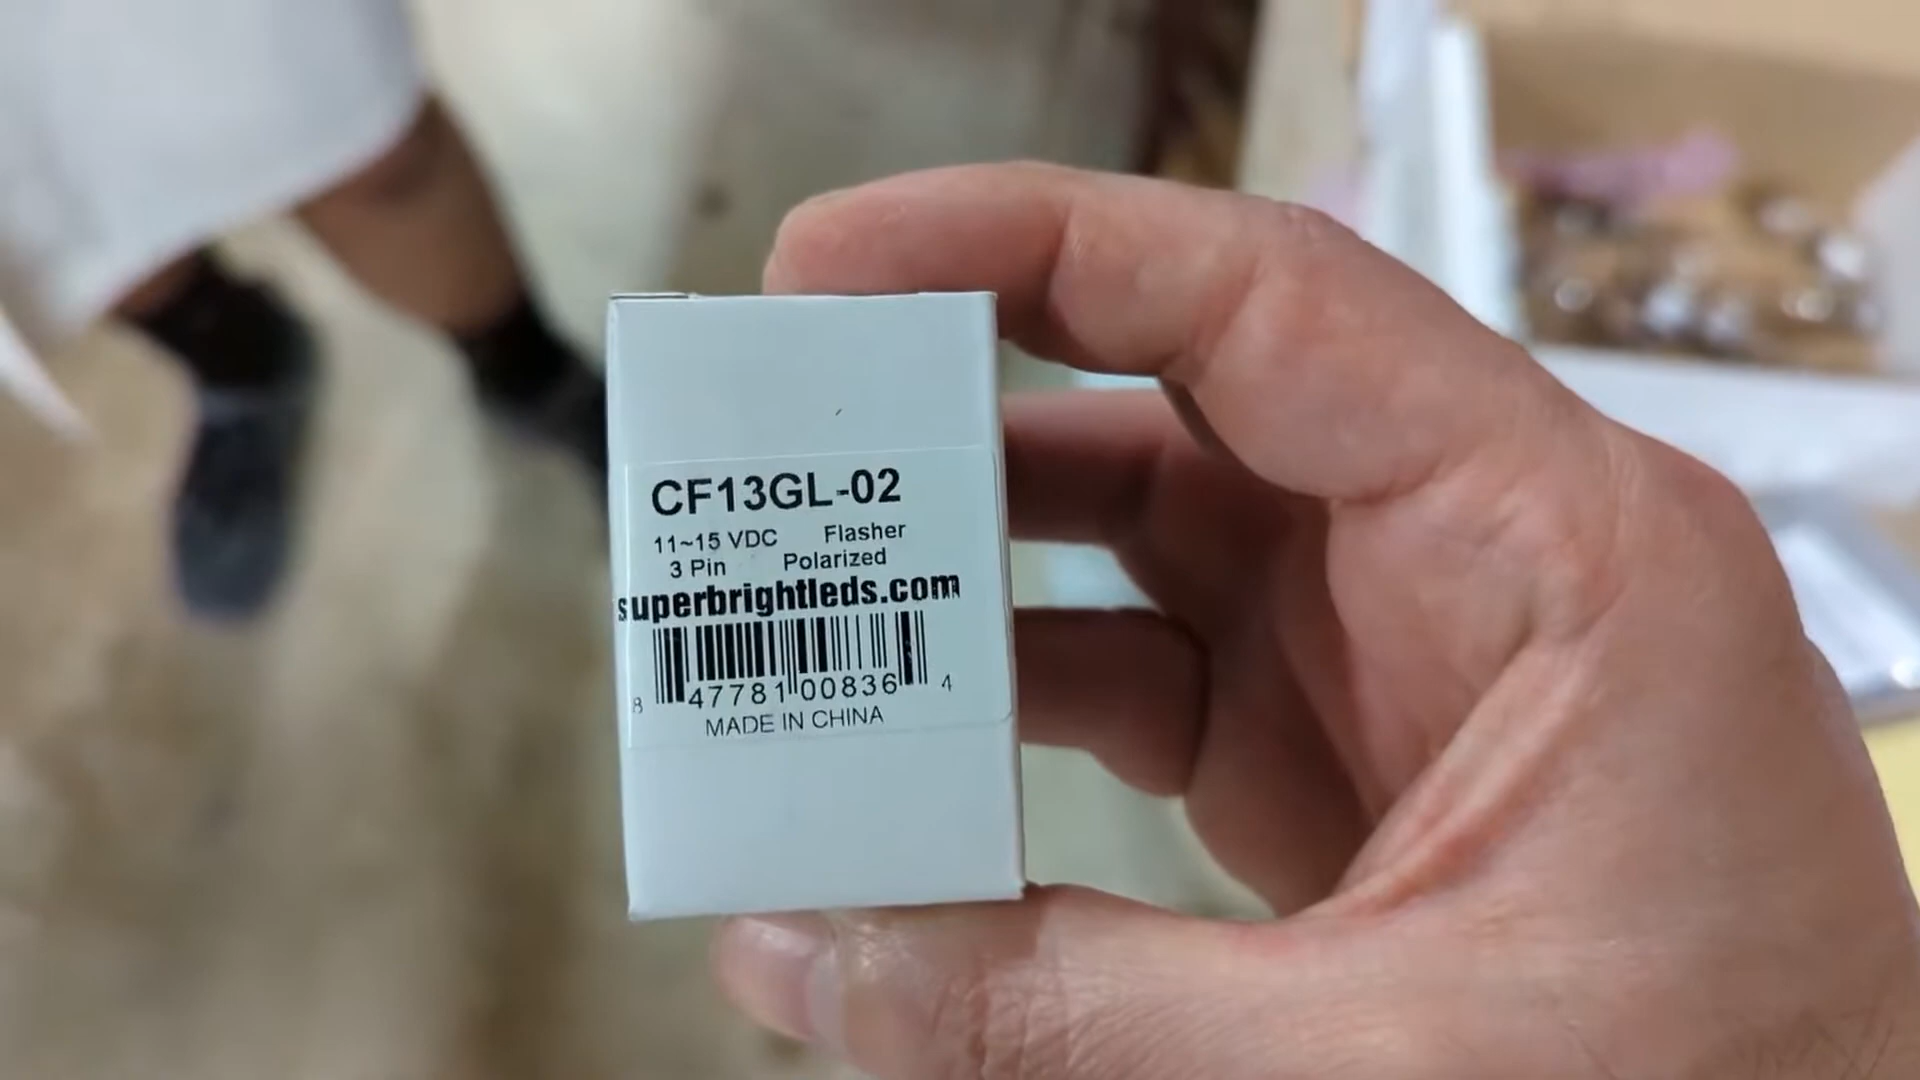 CF13GL-02
11~15 VDC Flasher
3 Pin Polarized
superbrightleds.com
8 47781 00836 4
MADE IN CHINA